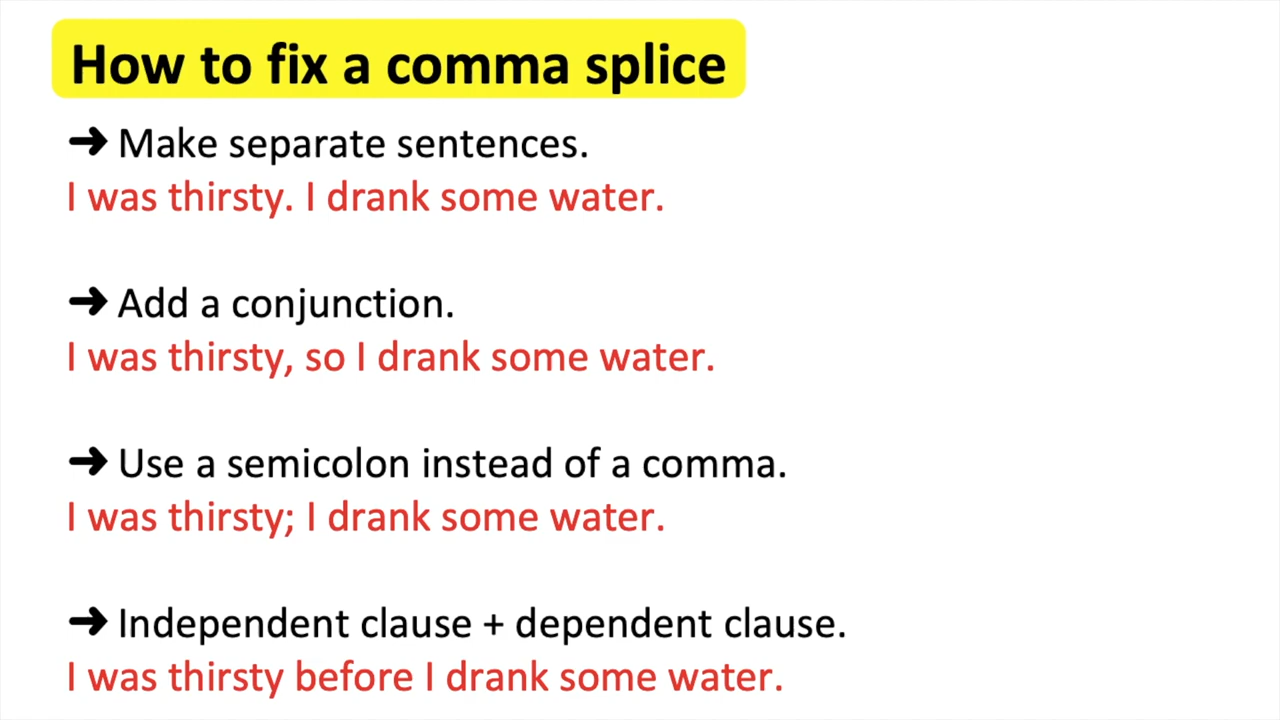 How to fix a comma splice
➜ Make separate sentences.
I was thirsty. I drank some water.
➜ Add a conjunction.
I was thirsty, so I drank some water.
➜ Use a semicolon instead of a comma.
I was thirsty; I drank some water.
➜ Independent clause + dependent clause.
I was thirsty before I drank some water.